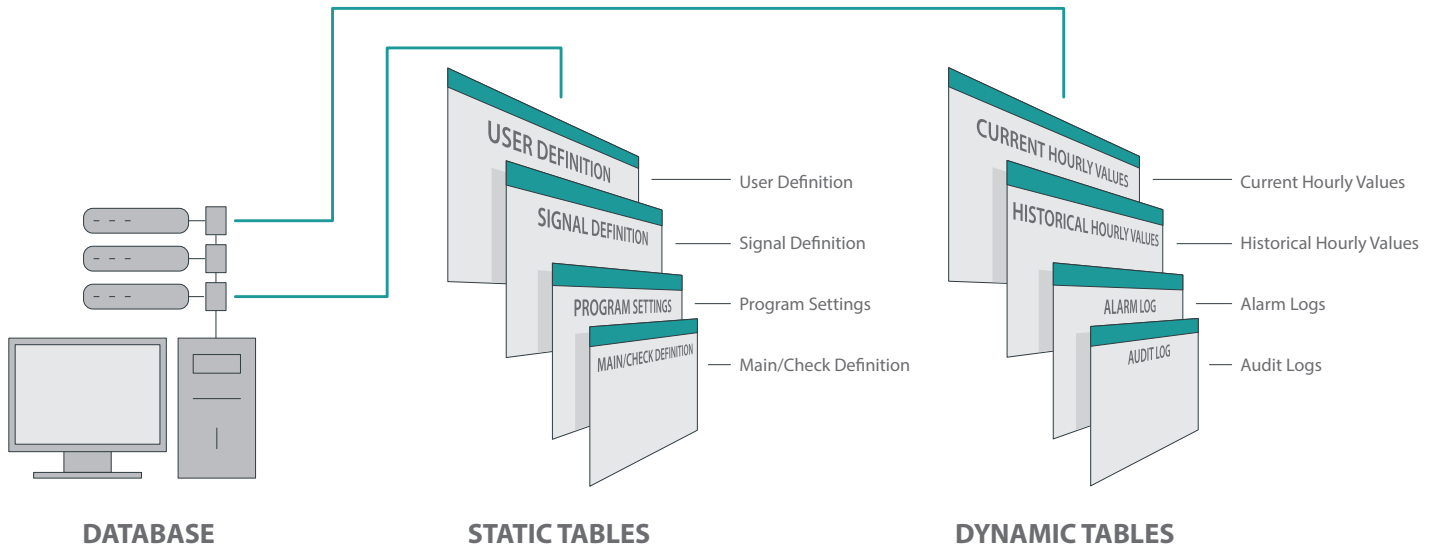 USER DEFINITION
SIGNAL DEFINITION
PROGRAM SETTINGS
MAIN/CHECK DEFINITION
User Definition
Signal Definition
Program Settings
Main/Check Definition
CURRENT HOURLY VALUES
HISTORICAL HOURLY VALUES
ALARM LOG
AUDIT LOG
Current Hourly Values
Historical Hourly Values
Alarm Logs
Audit Logs
DATABASE
STATIC TABLES
DYNAMIC TABLES